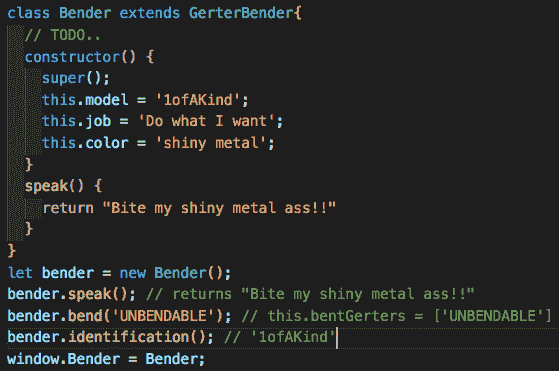 class Bender extends GerterBender{
// TODO..
constructor() {
super();
this.model = '1ofAKind';
this.job = 'Do what I want';
this.color = 'shiny metal';
}
speak() {
return "Bite my shiny metal ass!!"
}
}
let bender = new Bender();
bender.speak(); // returns "Bite my shiny metal ass!!"
bender.bend('UNBENDABLE'); // this.bentGerters = ['UNBENDABLE']
bender.identification(); // '1ofAKind'
window.Bender = Bender;